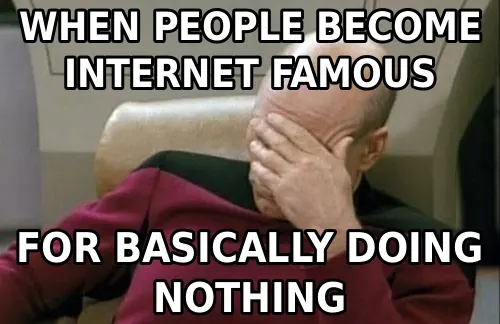 WHEN PEOPLE BECOME
INTERNET FAMOUS
FOR BASICALLY DOING
NOTHING